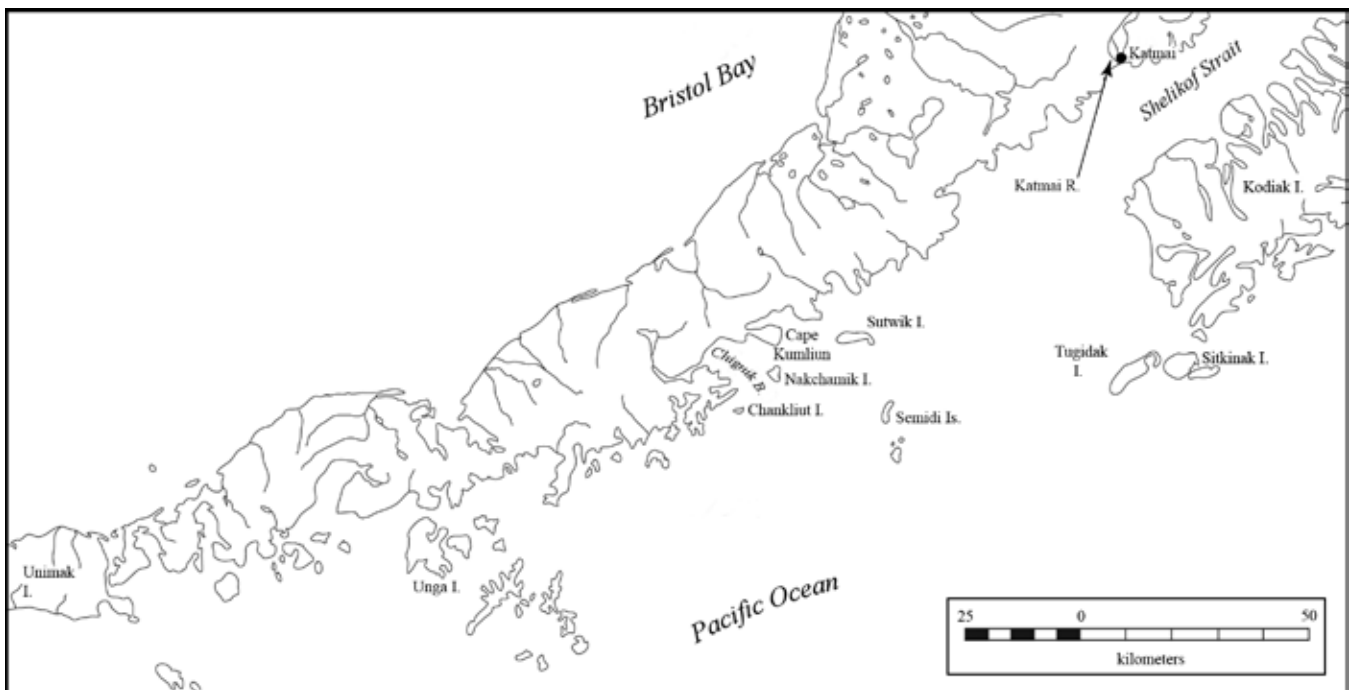 Bristol Bay
Katmai
Shelikof Strait
Katmai R.
Kodiak I.
Sutwik I.
Cape
Kumliun
Chignik B.
Nakchamik I.
Chankliut I.
Semidi Is.
Tugidak
I.
Sitkinak I.
Unimak
I.
Unga I.
Pacific Ocean
25 0 50
kilometers